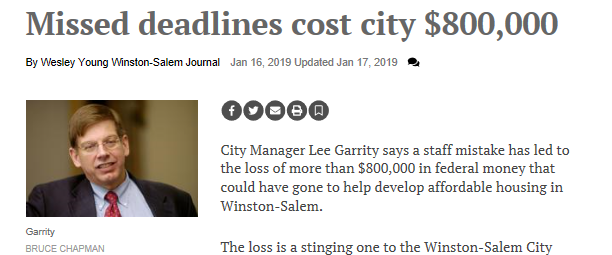 Missed deadlines cost city $800,000
By Wesley Young Winston-Salem Journal Jan 16, 2019 Updated Jan 17, 2019
City Manager Lee Garrity says a staff mistake has led to
the loss of more than $800,000 in federal money that
could have gone to help develop affordable housing in
Winston-Salem.
Garrity
BRUCE CHAPMAN
The loss is a stinging one to the Winston-Salem City